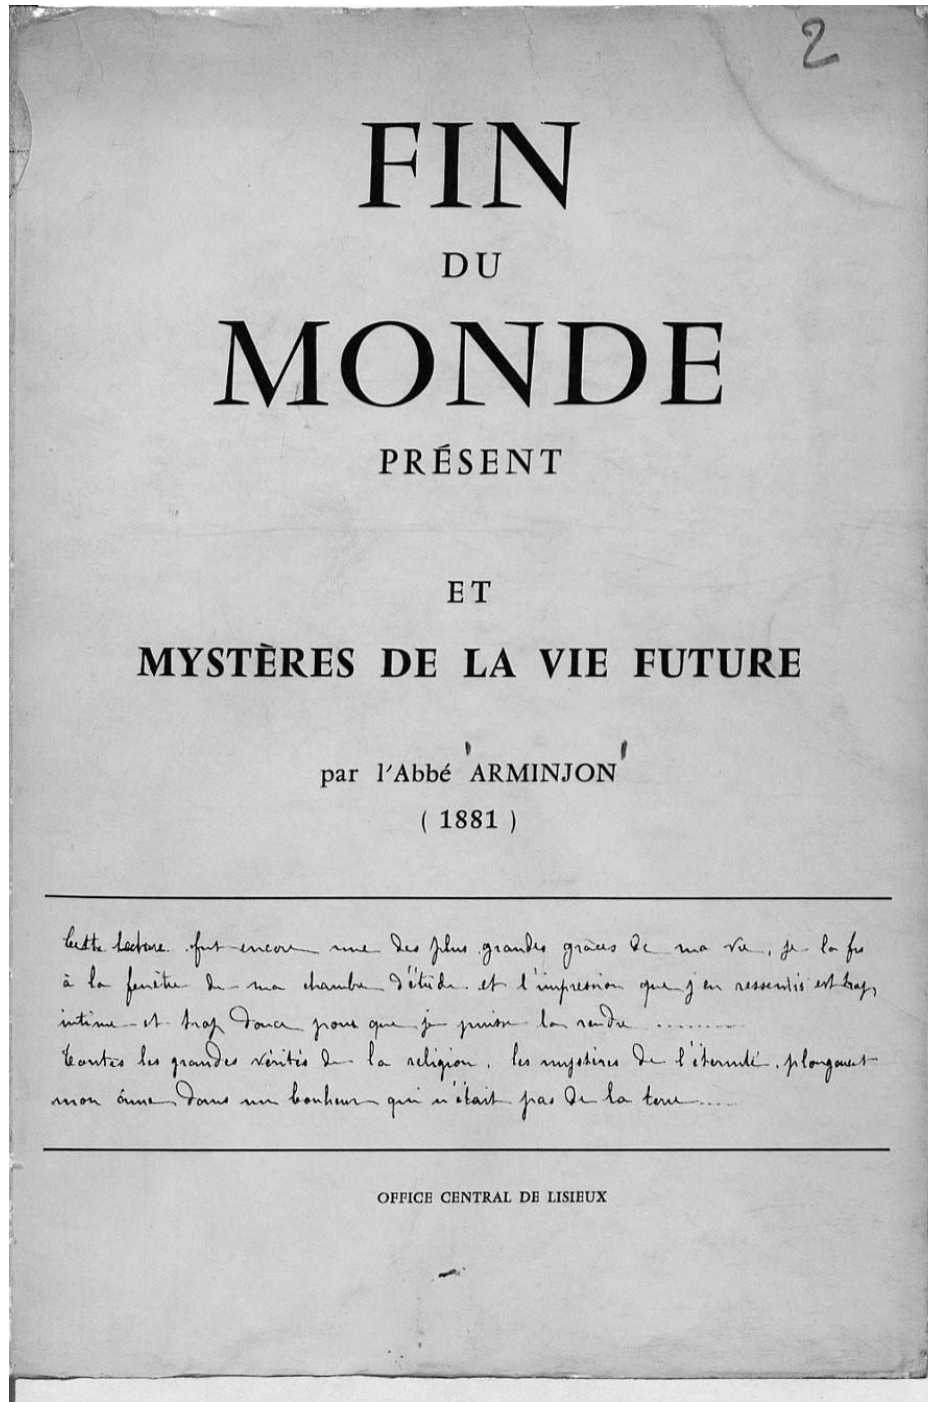 2
FIN
DU
MONDE
PRÉSENT
ET
MYSTÈRES DE LA VIE FUTURE
par l'Abbé ARMINJON
( 1881 )
Cette lecture fut encore une des plus grandes grâces de ma vie, je la fis
à la fenêtre de ma chambre d'étude et l'impression que j'en ressentis est trop
intime et trop douce pour que je puisse la rendre ........
Toutes les grandes vérités de la religion, les mystères de l'éternité, plongeaient
mon âme dans un bonheur qui n'était pas de la terre.....
OFFICE CENTRAL DE LISIEUX